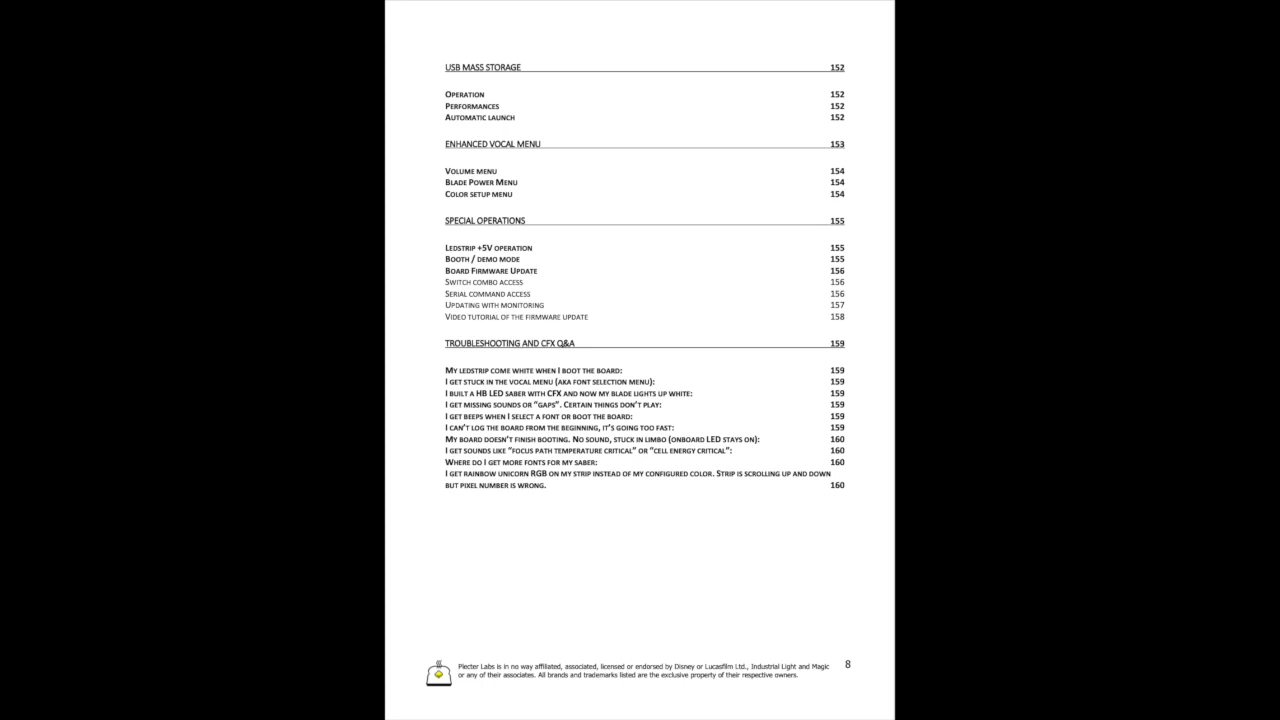 USB MASS STORAGE 152
OPERATION 152
PERFORMANCES 152
AUTOMATIC LAUNCH 152
ENHANCED VOCAL MENU 153
VOLUME MENU 154
BLADE POWER MENU 154
COLOR SETUP MENU 154
SPECIAL OPERATIONS 155
LEDSTRIP +5V OPERATION 155
BOOTH / DEMO MODE 155
BOARD FIRMWARE UPDATE 156
SWITCH COMBO ACCESS 156
SERIAL COMMAND ACCESS 156
UPDATING WITH MONITORING 157
VIDEO TUTORIAL OF THE FIRMWARE UPDATE 158
TROUBLESHOOTING AND CFX Q&A 159
MY LEDSTRIP COME WHITE WHEN I BOOT THE BOARD: 159
I GET STUCK IN THE VOCAL MENU (AKA FONT SELECTION MENU): 159
I BUILT A HB LED SABER WITH CFX AND NOW MY BLADE LIGHTS UP WHITE: 159
I GET MISSING SOUNDS OR "GAPS". CERTAIN THINGS DON'T PLAY: 159
I GET BEEPS WHEN I SELECT A FONT OR BOOT THE BOARD: 159
I CAN'T LOG THE BOARD FROM THE BEGINNING, IT'S GOING TOO FAST: 159
MY BOARD DOESN'T FINISH BOOTING. NO SOUND, STUCK IN LIMBO (ONBOARD LED STAYS ON): 160
I GET SOUNDS LIKE "FOCUS PATH TEMPERATURE CRITICAL" OR "CELL ENERGY CRITICAL": 160
WHERE DO I GET MORE FONTS FOR MY SABER: 160
I GET RAINBOW UNICORN RGB ON MY STRIP INSTEAD OF MY CONFIGURED COLOR. STRIP IS SCROLLING UP AND DOWN
BUT PIXEL NUMBER IS WRONG. 160
Plecter Labs is in no way affiliated, associated, licensed or endorsed by Disney or Lucasfilm Ltd., Industrial Light and Magic 8
or any of their associates. All brands and trademarks listed are the exclusive property of their respective owners.